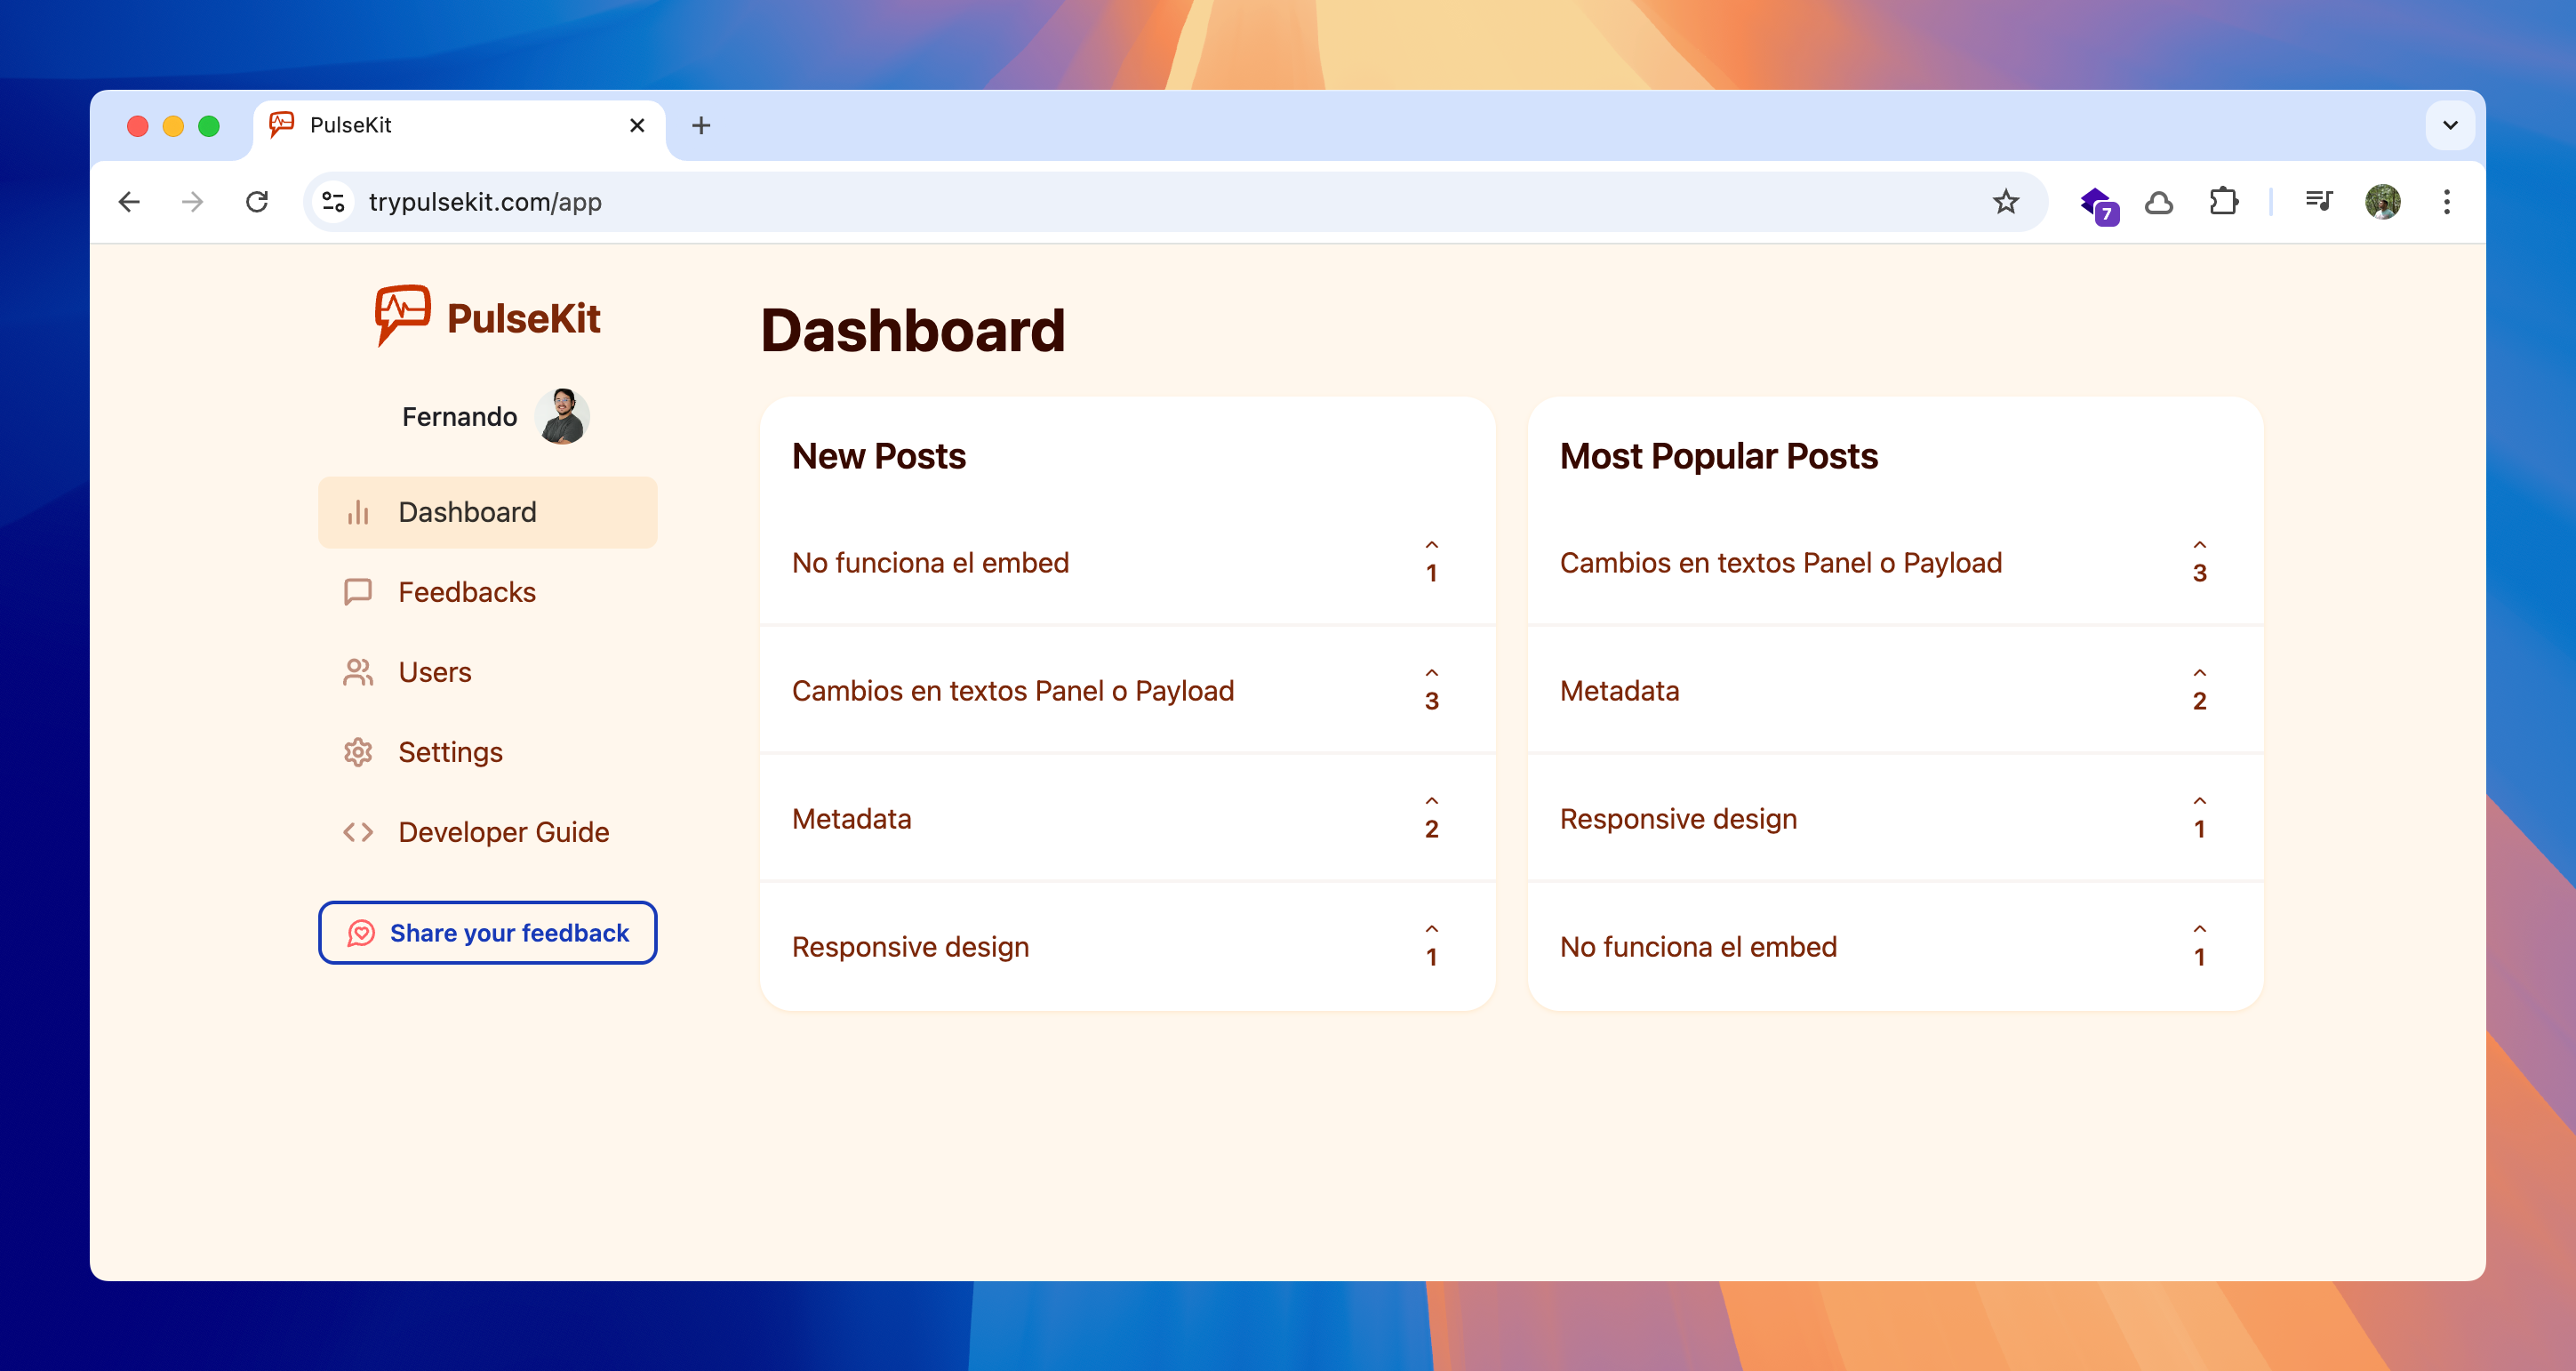 PulseKit
trypulsekit.com/app
7
PulseKit
Fernando
Dashboard
Feedbacks
Users
Settings
Developer Guide
Share your feedback
Dashboard
New Posts
No funciona el embed
1
Cambios en textos Panel o Payload
3
Metadata
2
Responsive design
1
Most Popular Posts
Cambios en textos Panel o Payload
3
Metadata
2
Responsive design
1
No funciona el embed
1